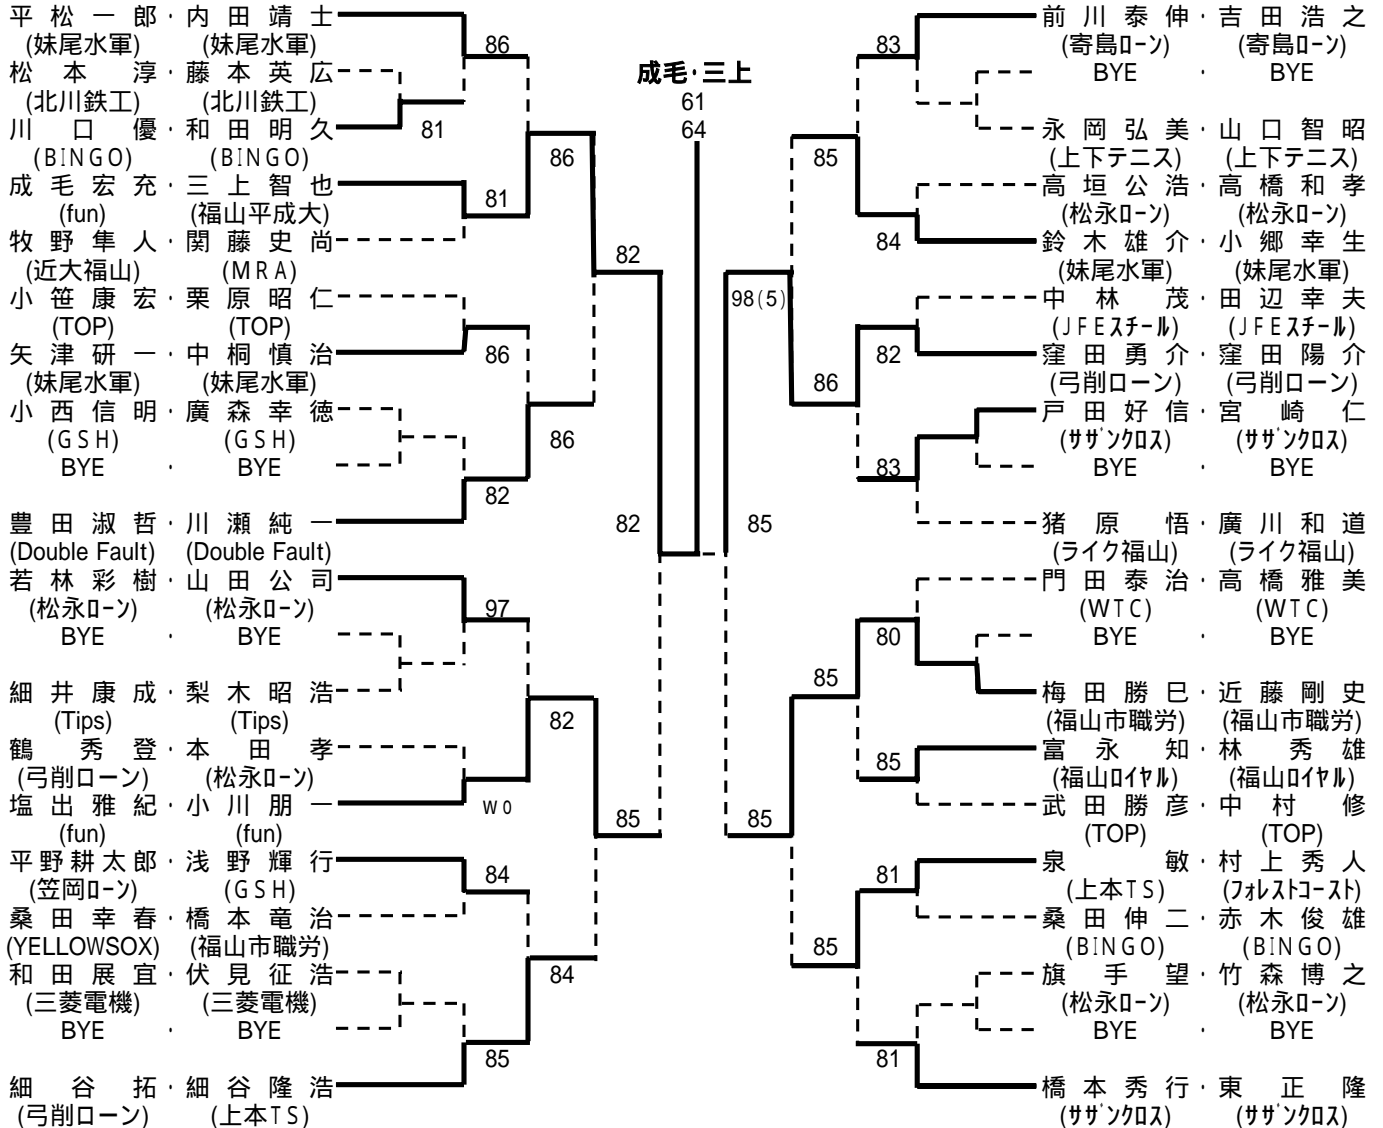 平松一郎・内田靖士
(妹尾水軍) (妹尾水軍)
松本淳・藤本英広
(北川鉄工) (北川鉄工)
川口優・和田明久
(BINGO) (BINGO)
成毛宏充・三上智也
(fun) (福山平成大)
牧野隼人・関藤史尚
(近大福山) (MRA)
小笹康宏・栗原昭仁
(TOP) (TOP)
矢津研一・中桐慎治
(妹尾水軍) (妹尾水軍)
小西信明・廣森幸徳
(GSH) (GSH)
BYE ・ BYE
豊田淑哲・川瀬純一
(Double Fault) (Double Fault)
若林彩樹・山田公司
(松永ローン) (松永ローン)
BYE ・ BYE
細井康成・梨木昭浩
(Tips) (Tips)
鶴秀登・本田孝
(弓削ローン) (松永ローン)
塩出雅紀・小川朋一
(fun) (fun)
平野耕太郎・浅野輝行
(笠岡ローン) (GSH)
桑田幸春・橋本竜治
(YELLOWSOX) (福山市職労)
和田展宜・伏見征浩
(三菱電機) (三菱電機)
BYE ・ BYE
細谷拓・細谷隆浩
(弓削ローン) (上本TS)
86
81
81
86
82
97
W0
84
85
86
86
82
84
82
85
82
成毛・三上
61
64
85
98(5)
85
85
86
85
85
83
84
82
83
80
85
81
81
前川泰伸・吉田浩之
(寄島ローン) (寄島ローン)
BYE ・ BYE
永岡弘美・山口智昭
(上下テニス) (上下テニス)
高垣公浩・高橋和孝
(松永ローン) (松永ローン)
鈴木雄介・小郷幸生
(妹尾水軍) (妹尾水軍)
中林茂・田辺幸夫
(JFEスチール) (JFEスチール)
窪田勇介・窪田陽介
(弓削ローン) (弓削ローン)
戸田好信・宮崎仁
(サザンクロス) (サザンクロス)
BYE ・ BYE
猪原悟・廣川和道
(ライク福山) (ライク福山)
門田泰治・高橋雅美
(WTC) (WTC)
BYE ・ BYE
梅田勝巳・近藤剛史
(福山市職労) (福山市職労)
富永知・林秀雄
(福山ロイヤル) (福山ロイヤル)
武田勝彦・中村修
(TOP) (TOP)
泉敏・村上秀人
(上本TS) (フォレストコースト)
桑田伸二・赤木俊雄
(BINGO) (BINGO)
旗手望・竹森博之
(松永ローン) (松永ローン)
BYE ・ BYE
橋本秀行・東正隆
(サザンクロス) (サザンクロス)